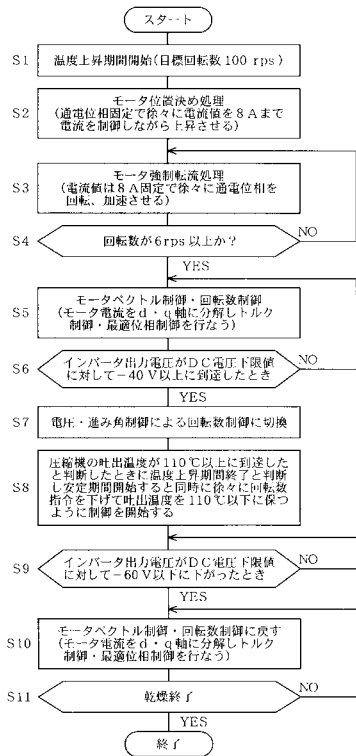 スタート
S1
温度上昇期間開始(目標回転数100 rps)
S2
モータ位置決め処理
(通電位相固定で徐々に電流値を8Aまで
電流を制御しながら上昇させる)
S3
モータ強制転流処理
(電流値は8A固定で徐々に通電位相を
回転、加速させる)
S4
回転数が6rps以上か?
NO
YES
S5
モータベクトル制御・回転数制御
(モータ電流をd・q軸に分解しトルク
制御・最適位相制御を行なう)
S6
インバータ出力電圧がDC電圧下限値
に対して−40V以上に到達したとき
NO
YES
S7
電圧・進み角制御による回転数制御に切換
S8
圧縮機の吐出温度が110℃以上に到達した
と判断したときに温度上昇期間終了と判断
し安定期間開始すると同時に徐々に回転数
指令を下げて吐出温度を110℃以下に保つ
ように制御を開始する
S9
インバータ出力電圧がDC電圧下限値
に対して−60V以下に下がったとき
NO
YES
S10
モータベクトル制御・回転数制御に戻す
(モータ電流をd・q軸に分解しトルク
制御・最適位相制御を行なう)
S11
乾燥終了
NO
YES
終了